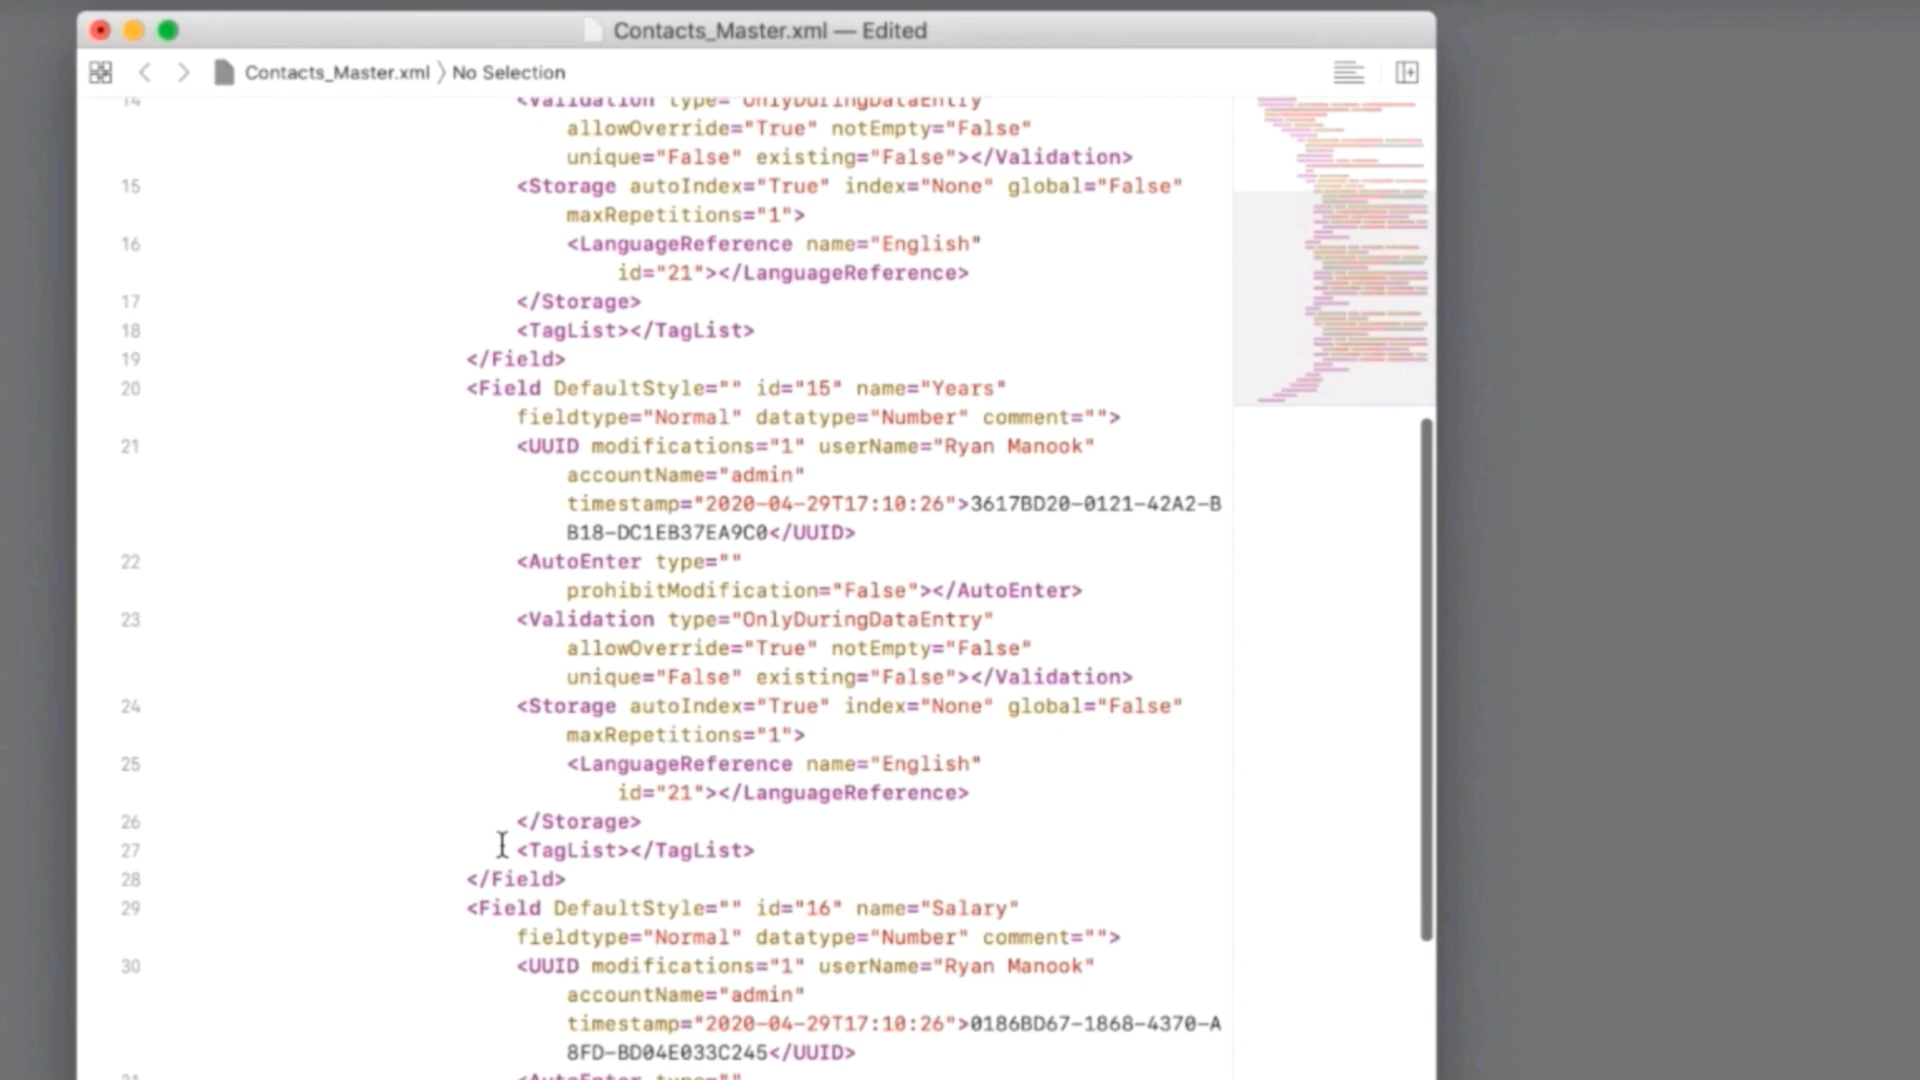 Contacts_Master.xml — Edited
Contacts_Master.xml 〉 No Selection
14 <Validation type="OnlyDuringDataEntry"
allowOverride="True" notEmpty="False"
unique="False" existing="False"></Validation>
15 <Storage autoIndex="True" index="None" global="False"
maxRepetitions="1">
16 <LanguageReference name="English"
id="21"></LanguageReference>
17 </Storage>
18 <TagList></TagList>
19 </Field>
20 <Field DefaultStyle="" id="15" name="Years"
fieldtype="Normal" datatype="Number" comment="">
21 <UUID modifications="1" userName="Ryan Manook"
accountName="admin"
timestamp="2020-04-29T17:10:26">3617BD20-0121-42A2-B
B18-DC1EB37EA9C0</UUID>
22 <AutoEnter type=""
prohibitModification="False"></AutoEnter>
23 <Validation type="OnlyDuringDataEntry"
allowOverride="True" notEmpty="False"
unique="False" existing="False"></Validation>
24 <Storage autoIndex="True" index="None" global="False"
maxRepetitions="1">
25 <LanguageReference name="English"
id="21"></LanguageReference>
26 </Storage>
27 <TagList></TagList>
28 </Field>
29 <Field DefaultStyle="" id="16" name="Salary"
fieldtype="Normal" datatype="Number" comment="">
30 <UUID modifications="1" userName="Ryan Manook"
accountName="admin"
timestamp="2020-04-29T17:10:26">0186BD67-1868-4370-A
8FD-BD04E033C245</UUID>
31 <AutoEnter type=""